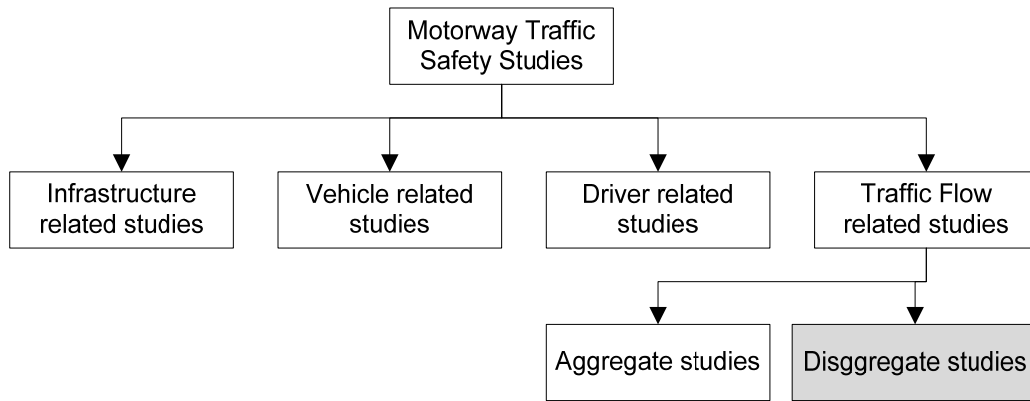 Motorway Traffic
Safety Studies
Infrastructure
related studies
Vehicle related
studies
Driver related
studies
Traffic Flow
related studies
Aggregate studies
Disggregate studies